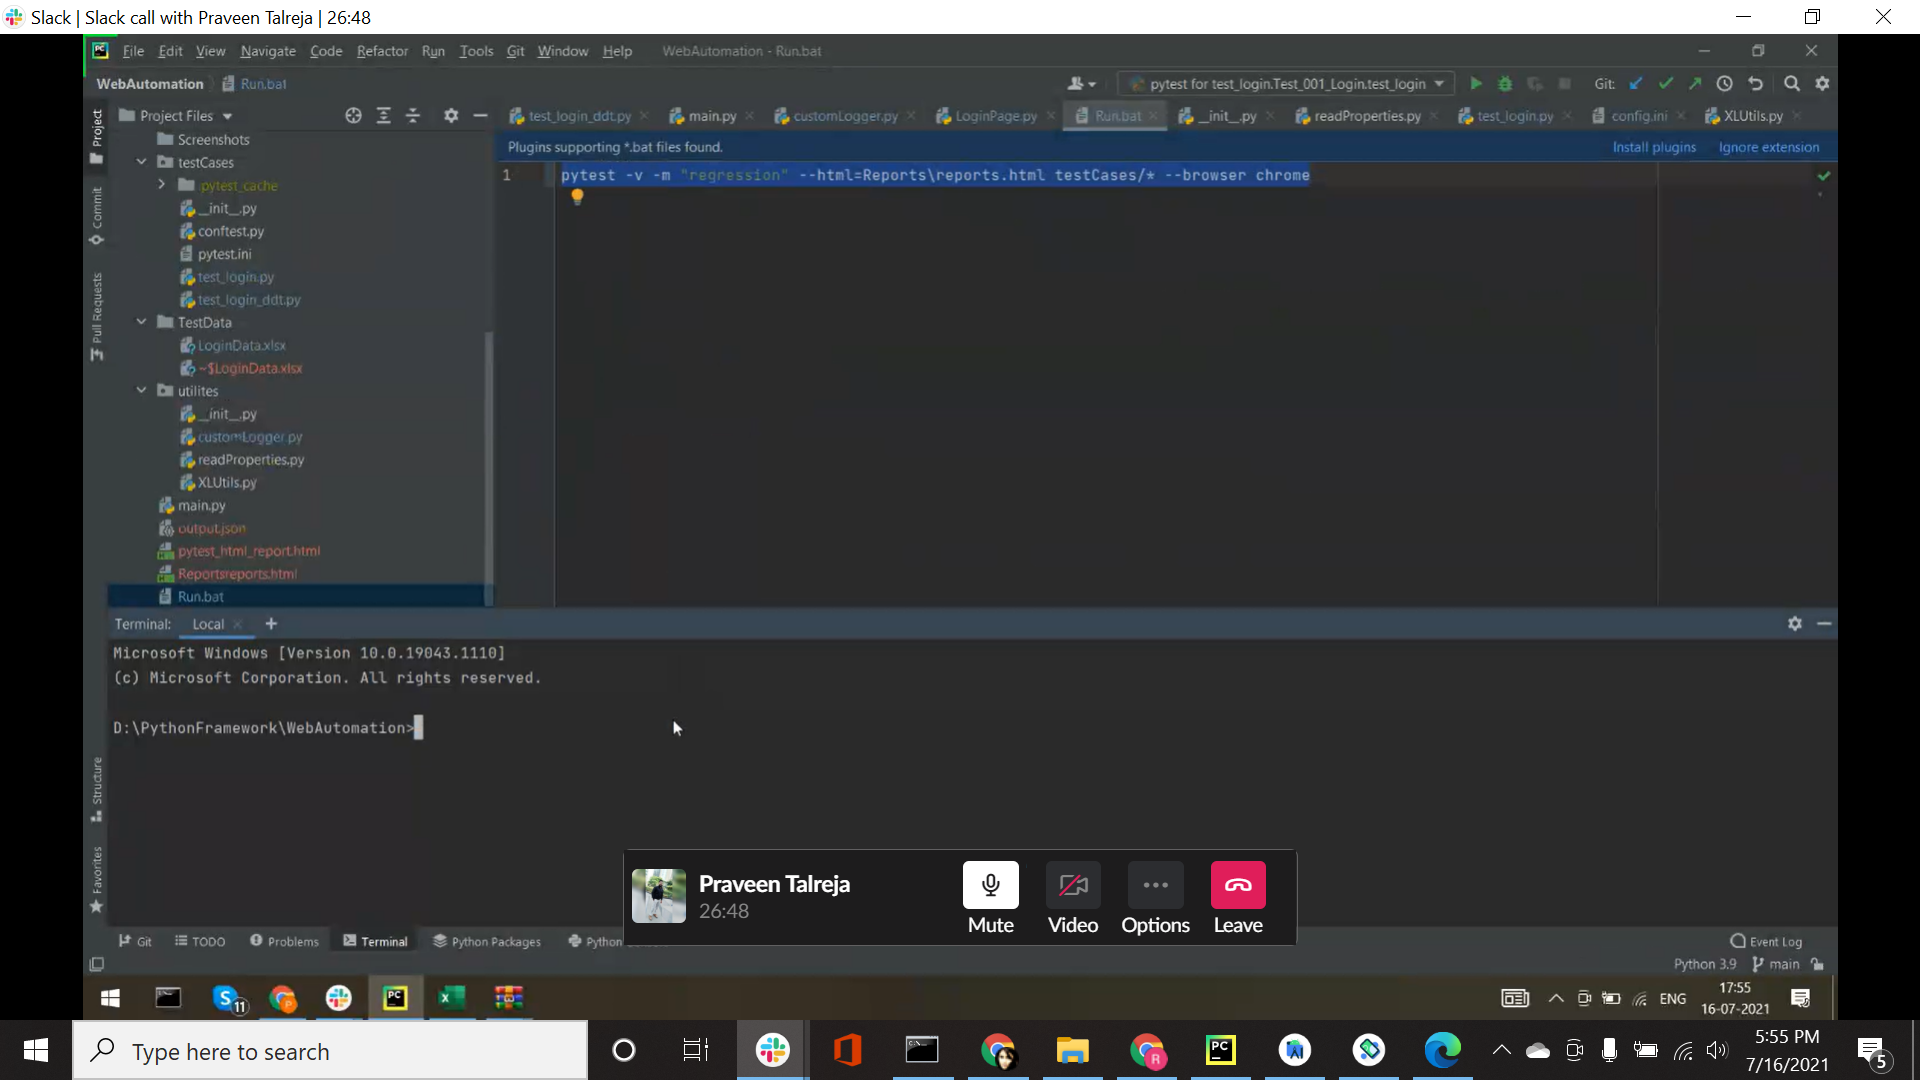 Slack | Slack call with Praveen Talreja | 26:48
File Edit View Navigate Code Refactor Run Tools Git Window Help WebAutomation - Run.bat
WebAutomation Run.bat pytest for test_login.Test_001_Login.test_login Git:
Project Files
test_login_ddt.py main.py customLogger.py LoginPage.py Run.bat __init__.py readProperties.py test_login.py config.ini XLUtils.py
Plugins supporting *.bat files found. Install plugins Ignore extension
1 pytest -v -m "regression" --html=Reports\reports.html testCases/* --browser chrome
Project
Commit
Pull Requests
Structure
Favorites
Screenshots
testCases
.pytest_cache
__init__.py
conftest.py
pytest.ini
test_login.py
test_login_ddt.py
TestData
LoginData.xlsx
~$LoginData.xlsx
utilites
__init__.py
customLogger.py
readProperties.py
XLUtils.py
main.py
output.json
pytest_html_report.html
Reportsreports.html
Run.bat
Terminal: Local +
Microsoft Windows [Version 10.0.19043.1110]
(c) Microsoft Corporation. All rights reserved.
D:\PythonFramework\WebAutomation>
Praveen Talreja
26:48
Mute Video Options Leave
Git TODO Problems Terminal Python Packages Python Event Log
Python 3.9 main
11 ENG 17:55
16-07-2021
Type here to search
5:55 PM
7/16/2021
5